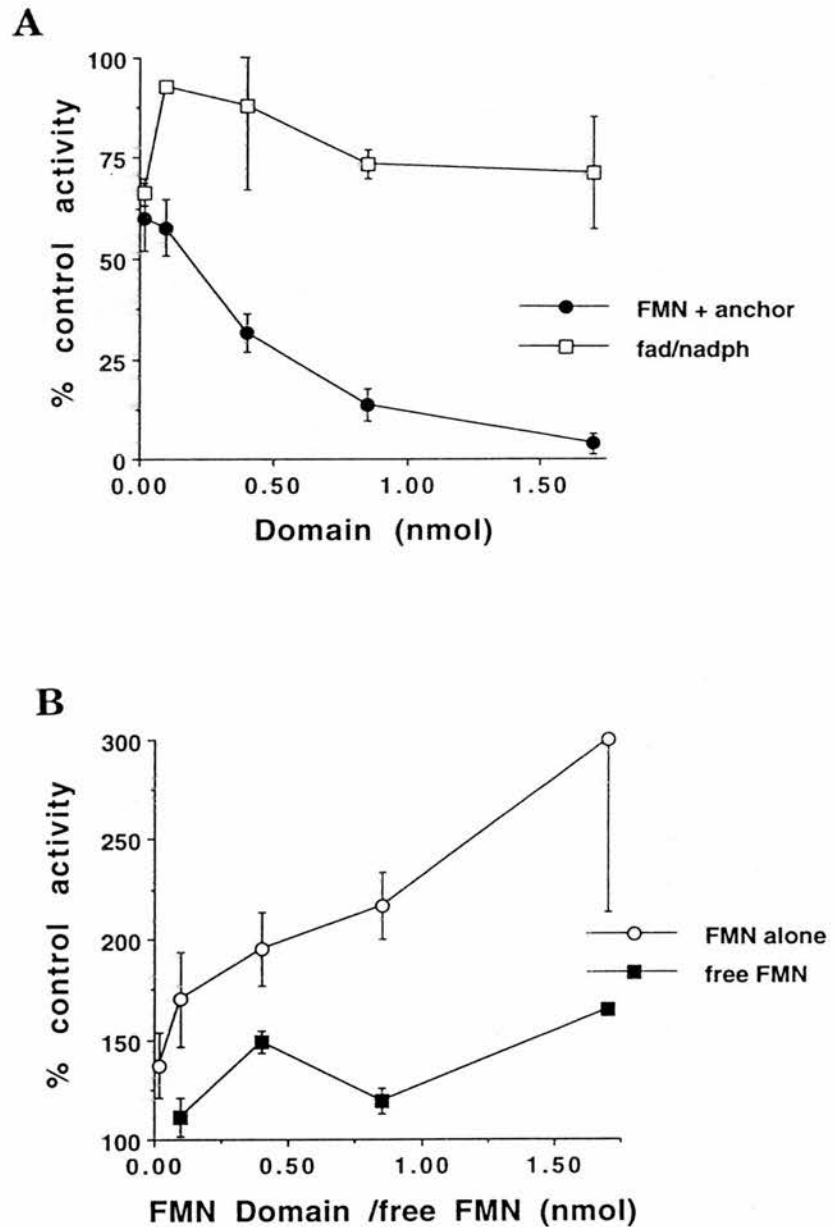 A
% control activity
100
75
50
25
0
0.00 0.50 1.00 1.50
Domain (nmol)
FMN + anchor
fad/nadph
B
% control activity
300
250
200
150
100
0.00 0.50 1.00 1.50
FMN Domain /free FMN (nmol)
FMN alone
free FMN